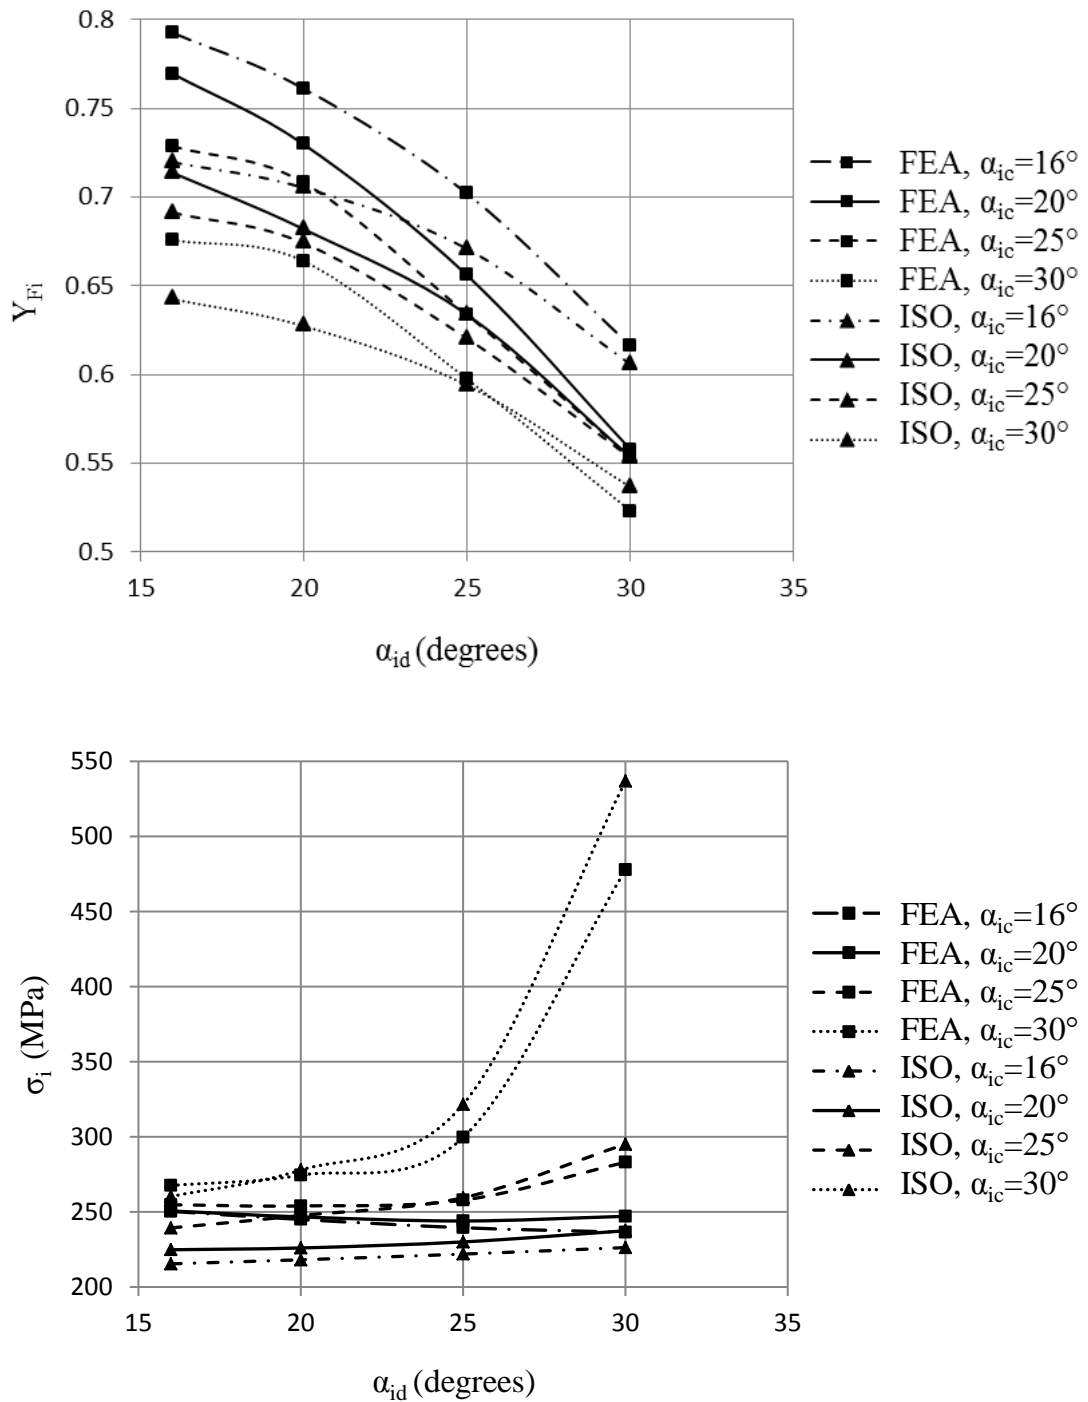 0.8
0.75
0.7
0.65
0.6
0.55
0.5
Y_Fi
15 20 25 30 35
α_id (degrees)
FEA, α_ic=16°
FEA, α_ic=20°
FEA, α_ic=25°
FEA, α_ic=30°
ISO, α_ic=16°
ISO, α_ic=20°
ISO, α_ic=25°
ISO, α_ic=30°
550
500
450
400
350
300
250
200
σ_i (MPa)
15 20 25 30 35
α_id (degrees)
FEA, α_ic=16°
FEA, α_ic=20°
FEA, α_ic=25°
FEA, α_ic=30°
ISO, α_ic=16°
ISO, α_ic=20°
ISO, α_ic=25°
ISO, α_ic=30°